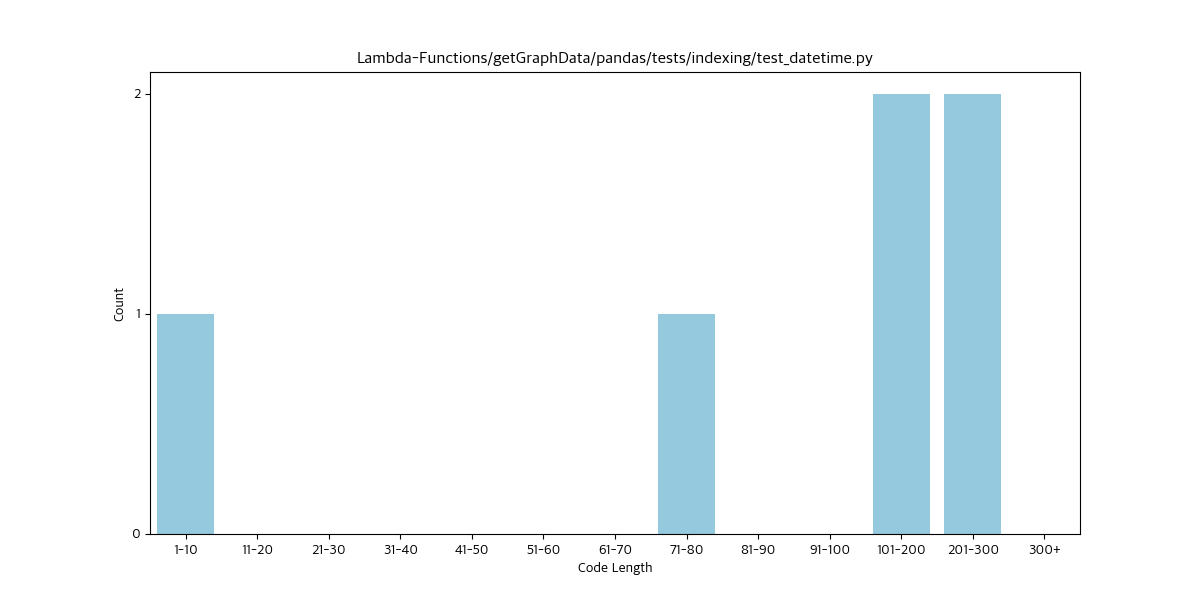 Lambda-Functions/getGraphData/pandas/tests/indexing/test_datetime.py
2
1
0
Count
1-10 11-20 21-30 31-40 41-50 51-60 61-70 71-80 81-90 91-100 101-200 201-300 300+
Code Length